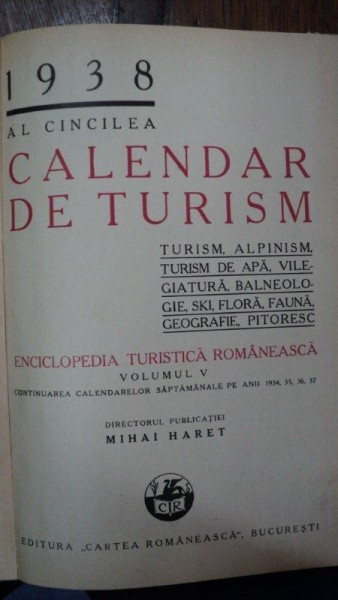 1938
AL CINCILEA
CALENDAR
DE TURISM
TURISM, ALPINISM,
TURISM DE APĂ, VILE-
GIATURĂ, BALNEOLO-
GIE, SKI, FLORĂ, FAUNĂ,
GEOGRAFIE, PITORESC
ENCICLOPEDIA TURISTICĂ ROMÂNEASCĂ
VOLUMUL V
CONTINUAREA CALENDARELOR SĂPTĂMÂNALE PE ANII 1934, 35, 36, 37
DIRECTORUL PUBLICAȚIEI
MIHAI HARET
CR
EDITURA „CARTEA ROMÂNEASCĂ”, BUCUREȘTI